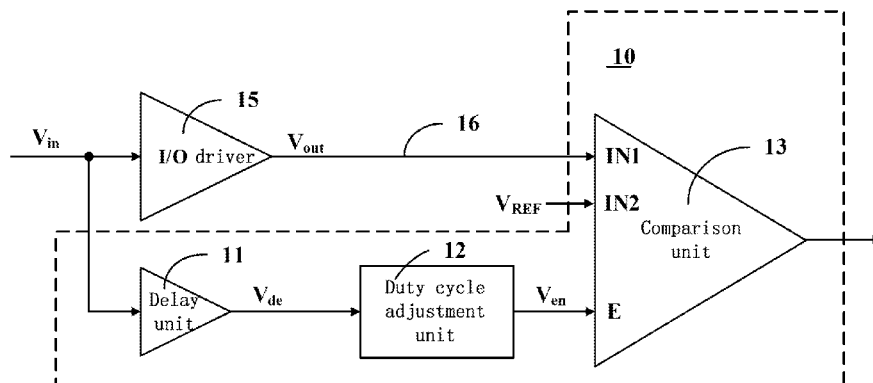 10
15
V_in
I/O driver
V_out
16
IN1
13
V_REF
IN2
Comparison
unit
11
12
Delay
unit
V_de
Duty cycle
adjustment
unit
V_en
E